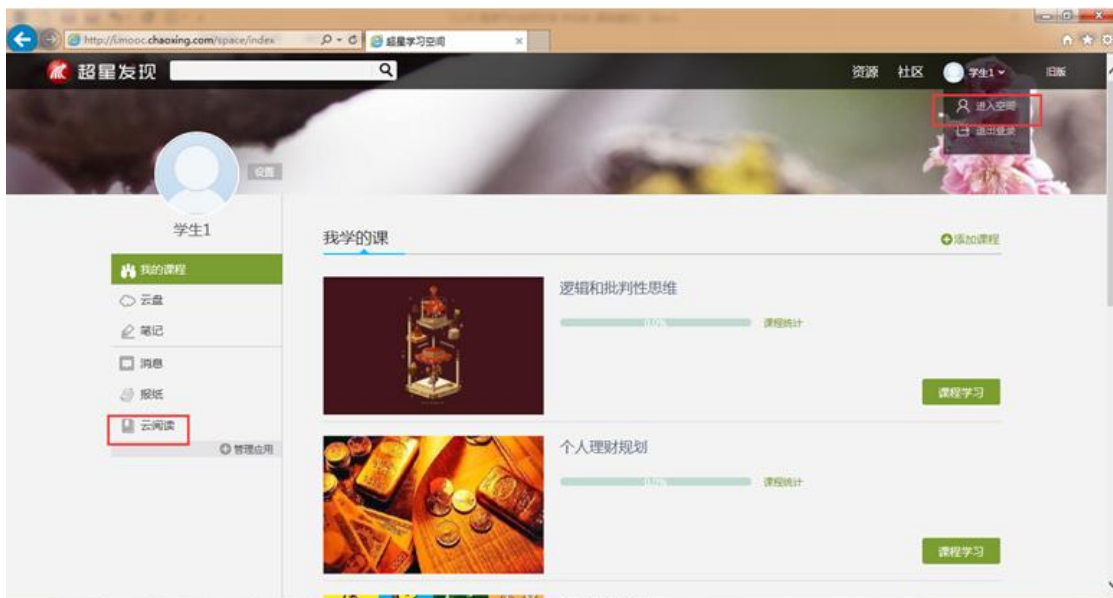 http://i.mooc.chaoxing.com/space/index
超星学习空间
超星发现
资源 社区 学生1 旧版
进入空间
退出登录
设置
学生1
我学的课
添加课程
我的课程
云盘
笔记
消息
报纸
云阅读
管理应用
逻辑和批判性思维
0.0%
课程统计
课程学习
个人理财规划
0.0%
课程统计
课程学习